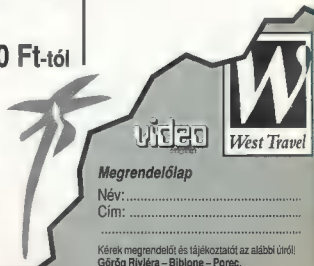 0 Ft-tól
video
West Travel
Megrendelőlap
Név:
Cím:
Kérek megrendelőt és tájékoztatót az alábbi útról
Görög Riviéra – Bibione – Porec.